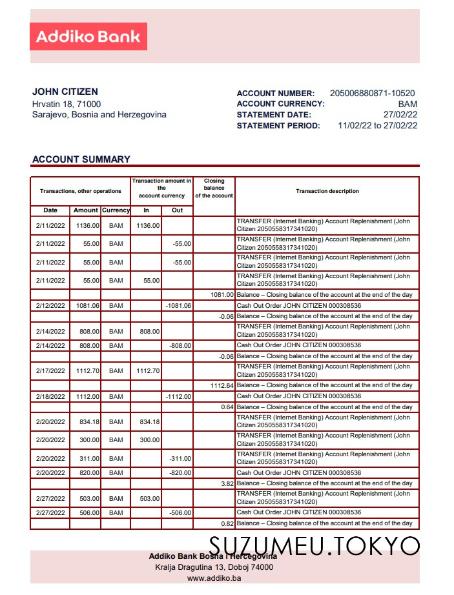 Addiko Bank
JOHN CITIZEN
Hrvatin 18, 71000
Sarajevo, Bosnia and Herzegovina
ACCOUNT NUMBER: 205006880871-10520
ACCOUNT CURRENCY: BAM
STATEMENT DATE: 27/02/22
STATEMENT PERIOD: 11/02/22 to 27/02/22
ACCOUNT SUMMARY
Transactions, other operations
Transaction amount in
the
account currency
Closing
balance
of the account
Transaction description
Date Amount Currency In Out
2/11/2022 1136.00 BAM 1136.00 TRANSFER (Internet Banking) Account Replenishment (John
Citizen 2050558317341020)
2/11/2022 55.00 BAM -55.00 TRANSFER (Internet Banking) Account Replenishment (John
Citizen 2050558317341020)
2/11/2022 55.00 BAM -55.00 TRANSFER (Internet Banking) Account Replenishment (John
Citizen 2050558317341020)
2/11/2022 55.00 BAM 55.00 TRANSFER (Internet Banking) Account Replenishment (John
Citizen 2050558317341020)
1081.00 Balance – Closing balance of the account at the end of the day
2/12/2022 1081.06 BAM -1081.06 Cash Out Order JOHN CITIZEN 000308536
-0.06 Balance – Closing balance of the account at the end of the day
2/14/2022 808.00 BAM 808.00 TRANSFER (Internet Banking) Account Replenishment (John
Citizen 2050558317341020)
2/14/2022 808.00 BAM -808.00 Cash Out Order JOHN CITIZEN 000308536
-0.06 Balance – Closing balance of the account at the end of the day
2/17/2022 1112.70 BAM 1112.70 TRANSFER (Internet Banking) Account Replenishment (John
Citizen 2050558317341020)
1112.64 Balance – Closing balance of the account at the end of the day
2/18/2022 1112.00 BAM -1112.00 Cash Out Order JOHN CITIZEN 000308536
0.64 Balance – Closing balance of the account at the end of the day
2/20/2022 834.18 BAM 834.18 TRANSFER (Internet Banking) Account Replenishment (John
Citizen 2050558317341020)
2/20/2022 300.00 BAM 300.00 TRANSFER (Internet Banking) Account Replenishment (John
Citizen 2050558317341020)
2/20/2022 311.00 BAM -311.00 TRANSFER (Internet Banking) Account Replenishment (John
Citizen 2050558317341020)
2/20/2022 820.00 BAM -820.00 Cash Out Order JOHN CITIZEN 000308536
3.82 Balance – Closing balance of the account at the end of the day
2/27/2022 503.00 BAM 503.00 TRANSFER (Internet Banking) Account Replenishment (John
Citizen 2050558317341020)
2/27/2022 506.00 BAM -506.00 Cash Out Order JOHN CITIZEN 000308536
0.82 Balance – Closing balance of the account at the end of the day
SUZUMEU.TOKYO
Addiko Bank Bosna i Hercegovina
Kralja Dragutina 13, Doboj 74000
www.addiko.ba